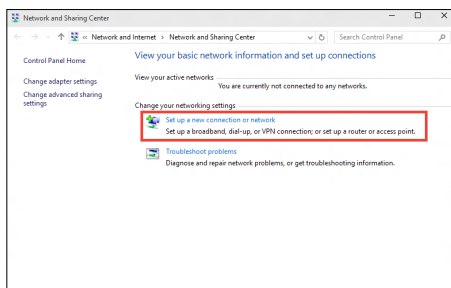 Network and Sharing Center
« Network and Internet › Network and Sharing Center
Search Control Panel
Control Panel Home
Change adapter settings
Change advanced sharing
settings
View your basic network information and set up connections
View your active networks
You are currently not connected to any networks.
Change your networking settings
Set up a new connection or network
Set up a broadband, dial-up, or VPN connection; or set up a router or access point.
Troubleshoot problems
Diagnose and repair network problems, or get troubleshooting information.